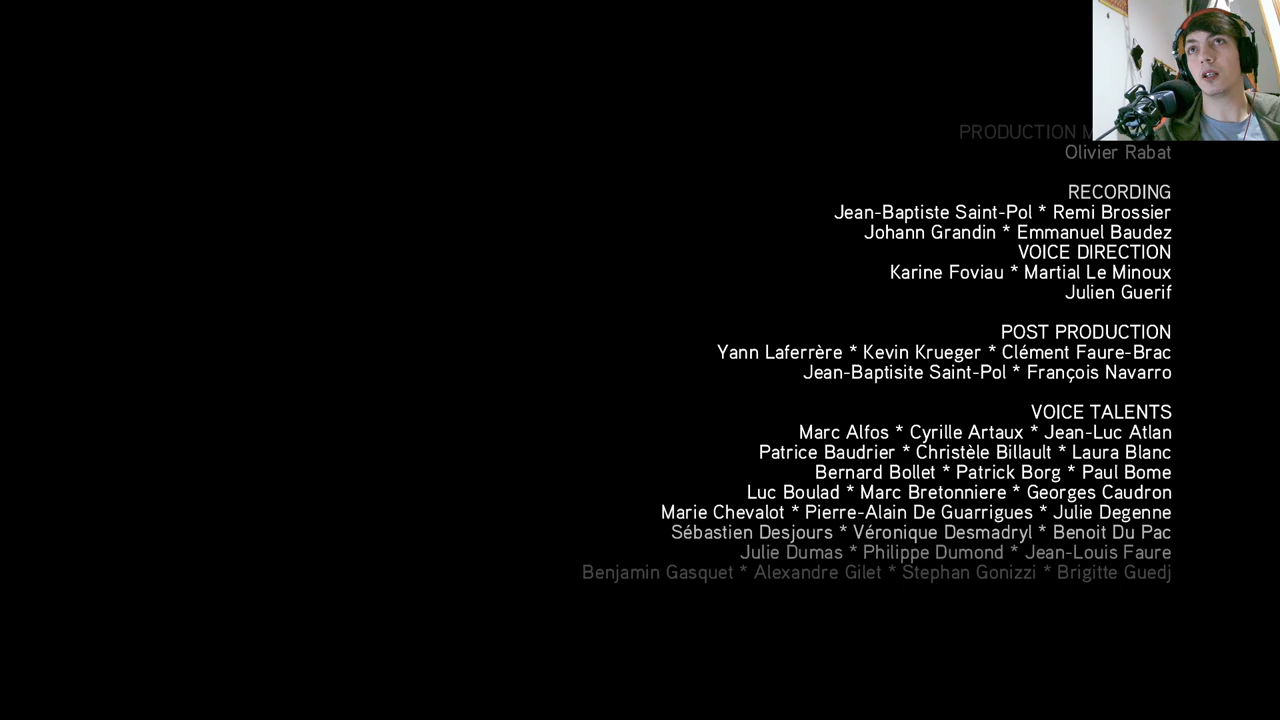 PRODUCTION
Olivier Rabat
RECORDING
Jean-Baptiste Saint-Pol * Remi Brossier
Johann Grandin * Emmanuel Baudez
VOICE DIRECTION
Karine Foviau * Martial Le Minoux
Julien Guerif
POST PRODUCTION
Yann Laferrère * Kevin Krueger * Clément Faure-Brac
Jean-Baptisite Saint-Pol * François Navarro
VOICE TALENTS
Marc Alfos * Cyrille Artaux * Jean-Luc Atlan
Patrice Baudrier * Christèle Billault * Laura Blanc
Bernard Bollet * Patrick Borg * Paul Bome
Luc Boulad * Marc Bretonniere * Georges Caudron
Marie Chevalot * Pierre-Alain De Guarrigues * Julie Degenne
Sébastien Desjours * Véronique Desmadryl * Benoit Du Pac
Julie Dumas * Philippe Dumond * Jean-Louis Faure
Benjamin Gasquet * Alexandre Gilet * Stephan Gonizzi * Brigitte Guedj